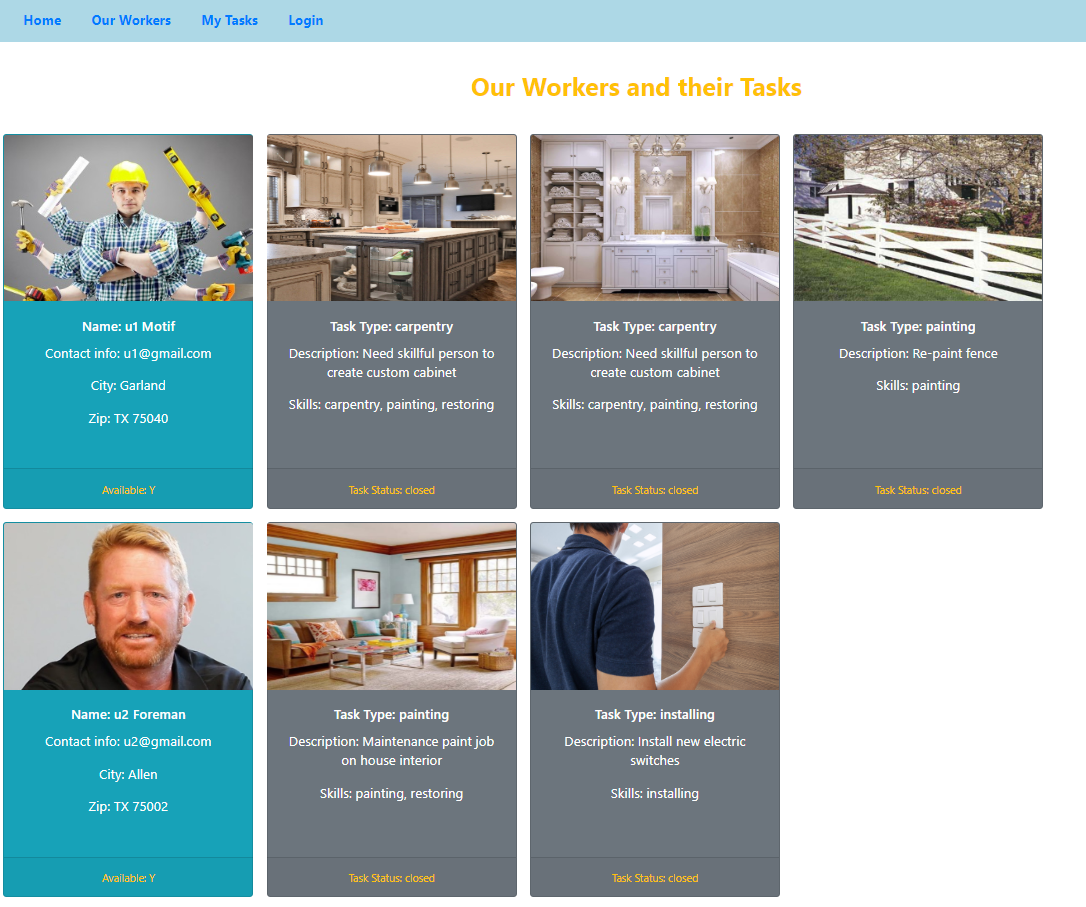 Home Our Workers My Tasks Login
Our Workers and their Tasks
Name: u1 Motif
Contact info: u1@gmail.com
City: Garland
Zip: TX 75040
Available: Y
Task Type: carpentry
Description: Need skillful person to
create custom cabinet
Skills: carpentry, painting, restoring
Task Status: closed
Task Type: carpentry
Description: Need skillful person to
create custom cabinet
Skills: carpentry, painting, restoring
Task Status: closed
Task Type: painting
Description: Re-paint fence
Skills: painting
Task Status: closed
Name: u2 Foreman
Contact info: u2@gmail.com
City: Allen
Zip: TX 75002
Available: Y
Task Type: painting
Description: Maintenance paint job
on house interior
Skills: painting, restoring
Task Status: closed
Task Type: installing
Description: Install new electric
switches
Skills: installing
Task Status: closed